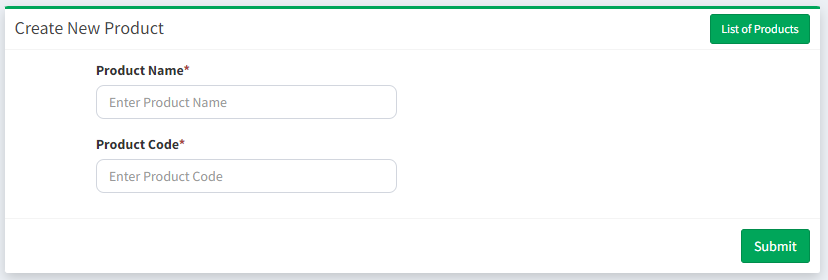 Create New Product
List of Products
Product Name*
Enter Product Name
Product Code*
Enter Product Code
Submit